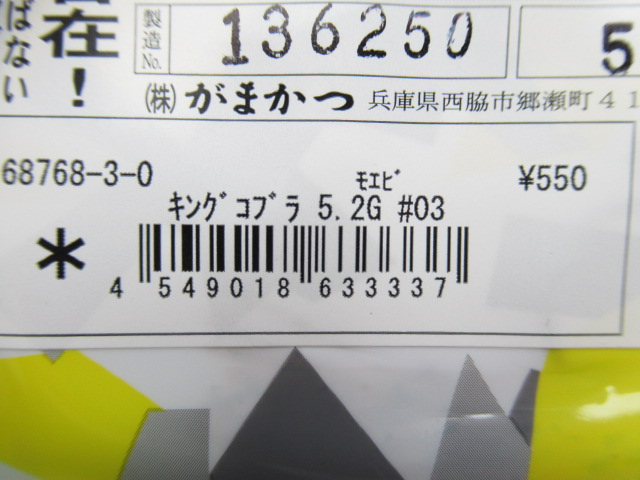 在!
ばない
製造No. 136250 5
(株)がまかつ 兵庫県西脇市郷瀬町41
68768-3-0 ﾓｴﾋﾞ ¥550
ｷﾝｸﾞｺﾌﾞﾗ 5.2G #03
*
4 549018 633337